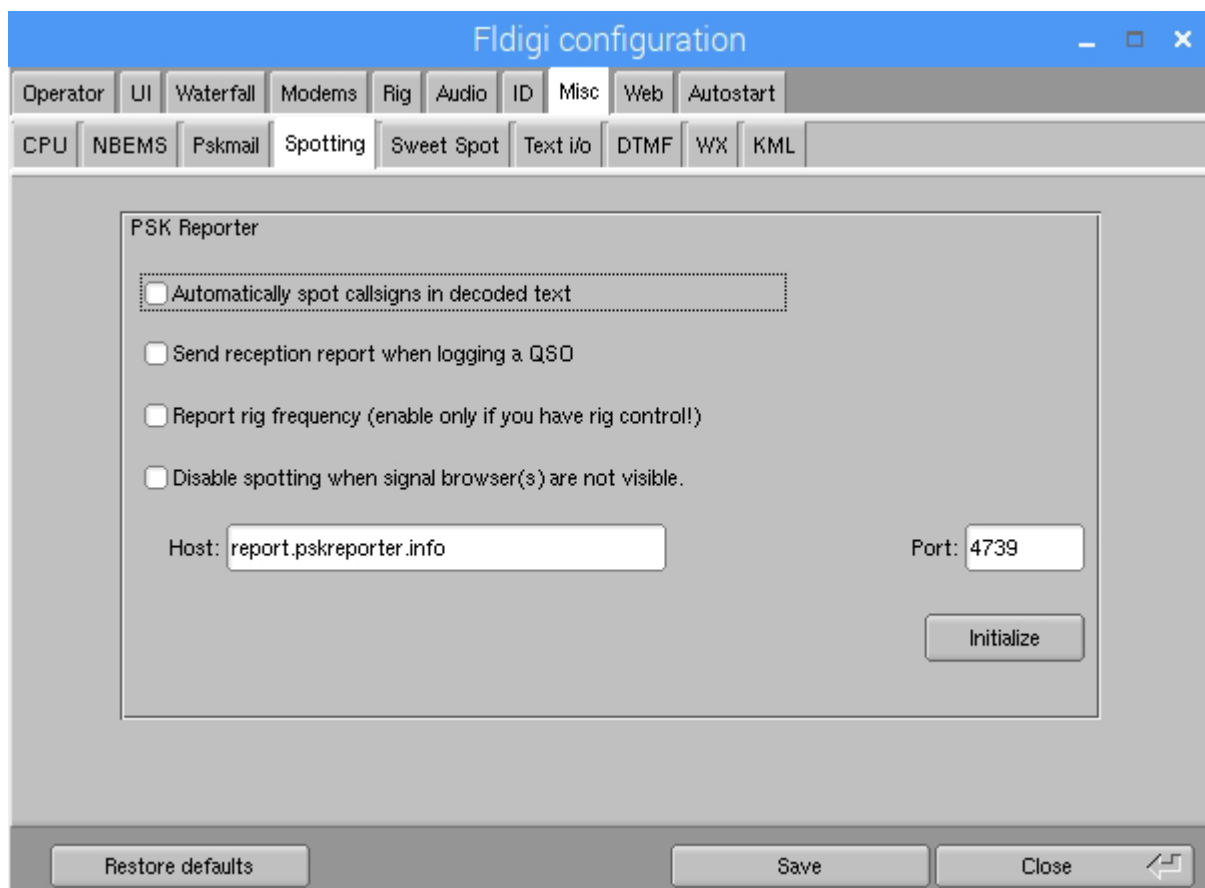 Fldigi configuration
Operator UI Waterfall Modems Rig Audio ID Misc Web Autostart
CPU NBEMS Pskmail Spotting Sweet Spot Text i/o DTMF WX KML
PSK Reporter
Automatically spot callsigns in decoded text
Send reception report when logging a QSO
Report rig frequency (enable only if you have rig control!)
Disable spotting when signal browser(s) are not visible.
Host: report.pskreporter.info Port: 4739
Initialize
Restore defaults Save Close